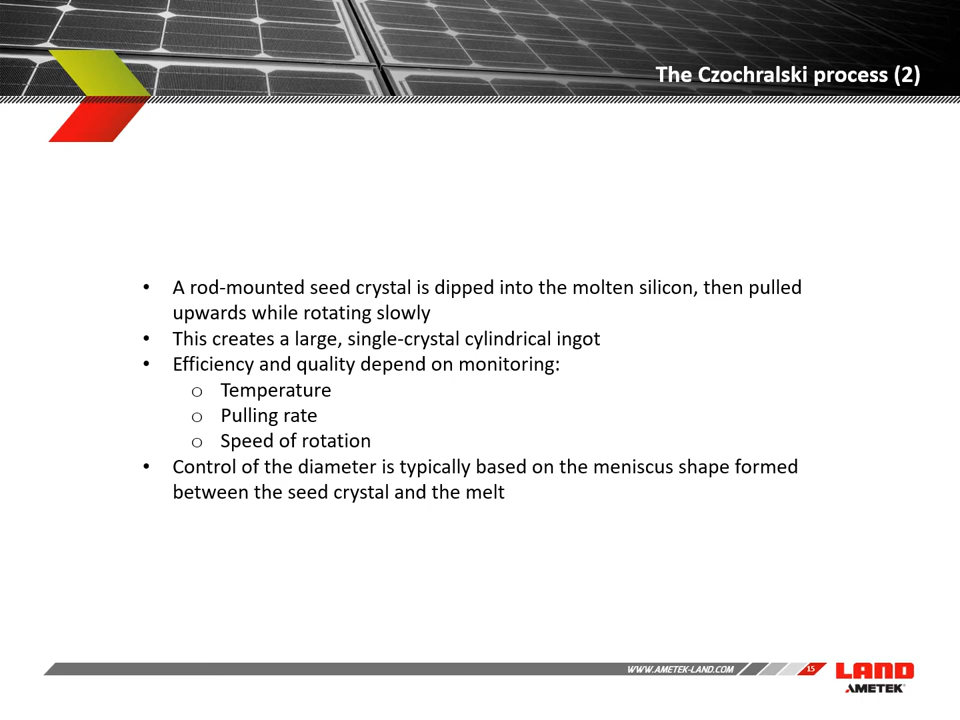 The Czochralski process (2)
• A rod-mounted seed crystal is dipped into the molten silicon, then pulled
upwards while rotating slowly
• This creates a large, single-crystal cylindrical ingot
• Efficiency and quality depend on monitoring:
o Temperature
o Pulling rate
o Speed of rotation
• Control of the diameter is typically based on the meniscus shape formed
between the seed crystal and the melt
WWW.AMETEK-LAND.COM
15
LAND
AMETEK